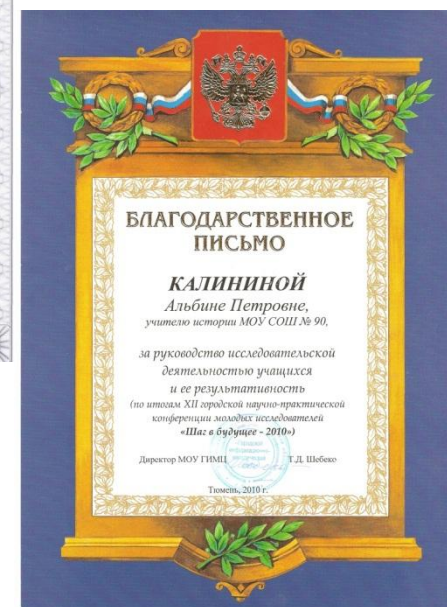 БЛАГОДАРСТВЕННОЕ
ПИСЬМО
КАЛИНИНОЙ
Альбине Петровне,
учителю истории МОУ СОШ № 90,
за руководство исследовательской
деятельностью учащихся
и ее результативность
(по итогам XII городской научно-практической
конференции молодых исследователей
«Шаг в будущее - 2010»)
Директор МОУ ГИМЦ Т.Д. Шебеко
Тюмень, 2010 г.